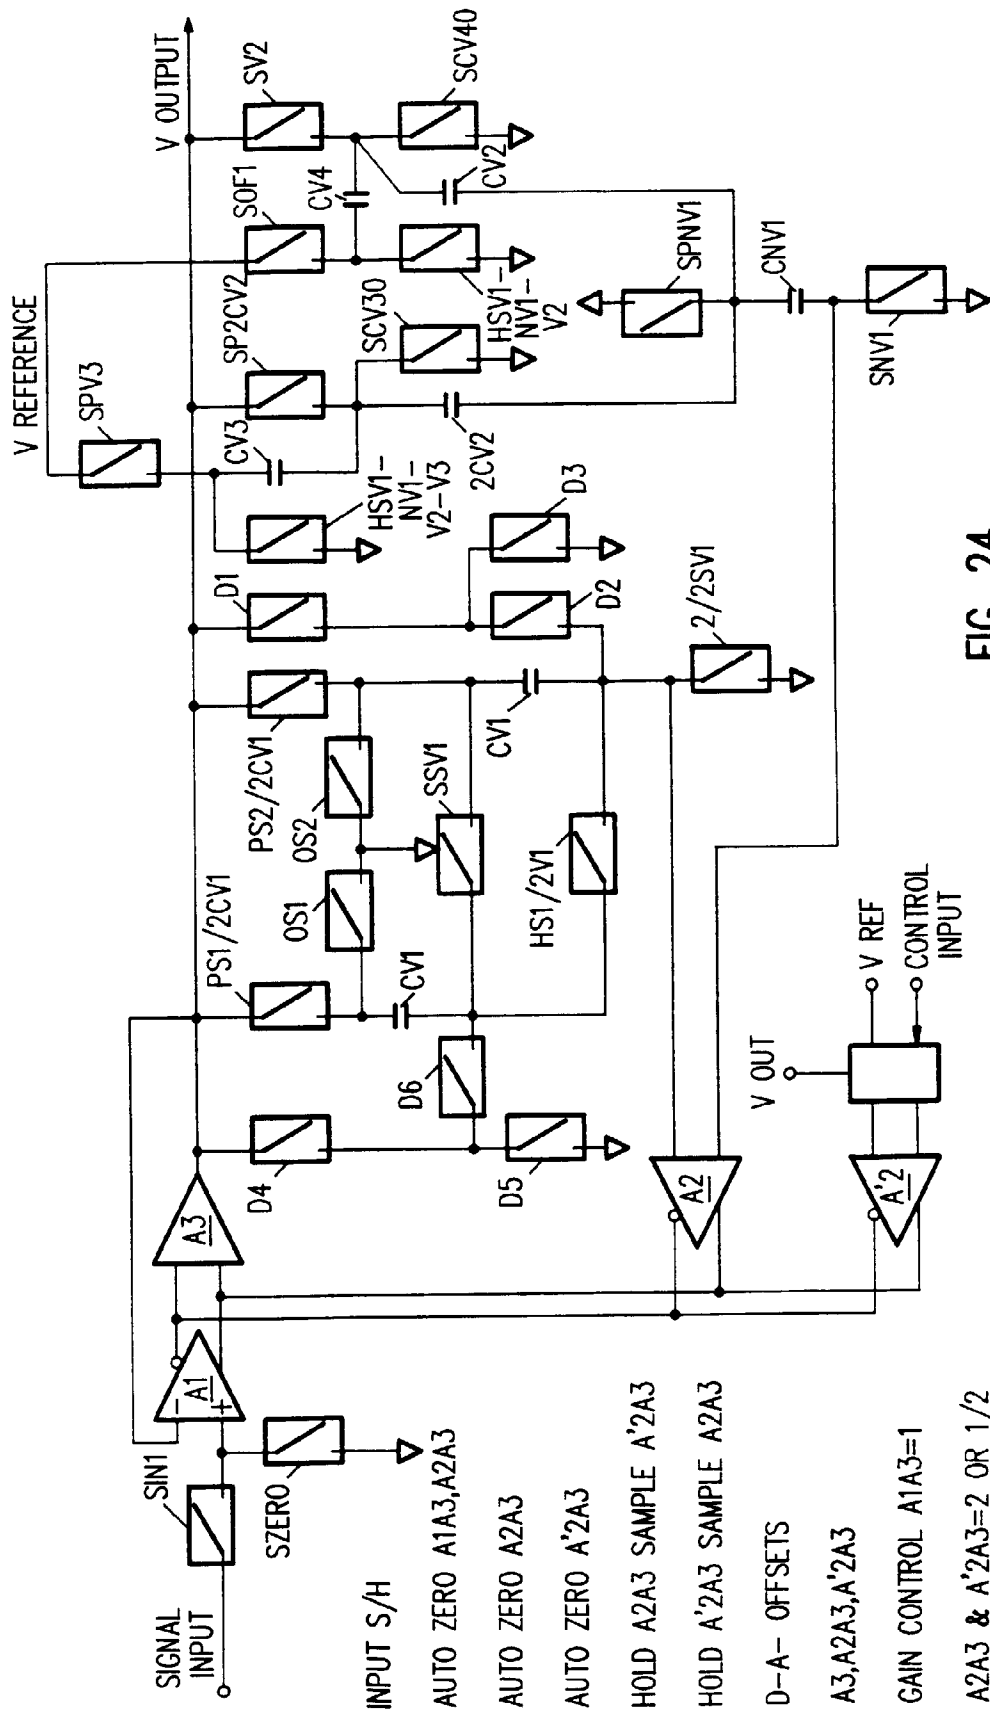 SIGNAL
INPUT
SIN1
SZERO
A1
-
+
A3
D4
D5
D6
PS1/2CV1
CV1
OS1
OS2
PS2/2CV1
SSV1
HS1/2V1
CV1
D1
D2
D3
2/2SV1
HSV1-
NV1-
V2-V3
V REFERENCE
SPV3
CV3
SP2CV2
SCV30
2CV2
SOF1
HSV1-
NV1-
V2
CV4
V OUTPUT
SV2
SCV40
CV2
SPNV1
CNV1
SNV1
A2
A'2
V OUT
V REF
CONTROL
INPUT
INPUT S/H
AUTO ZERO A1A3,A2A3
AUTO ZERO A2A3
AUTO ZERO A'2A3
HOLD A2A3 SAMPLE A'2A3
HOLD A'2A3 SAMPLE A2A3
D-A- OFFSETS
A3,A2A3,A'2A3
GAIN CONTROL A1A3=1
A2A3 & A'2A3=2 OR 1/2
FIG. 24